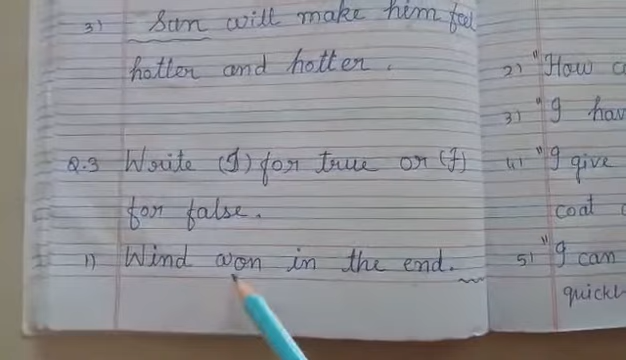 3) Sun will make him feel
hotter and hotter.
Q.3 Write (T) for true or (F)
for false.
1) Wind won in the end.
2) "How
3) "I hav
4) "I give
coat
5) "I can
quickl